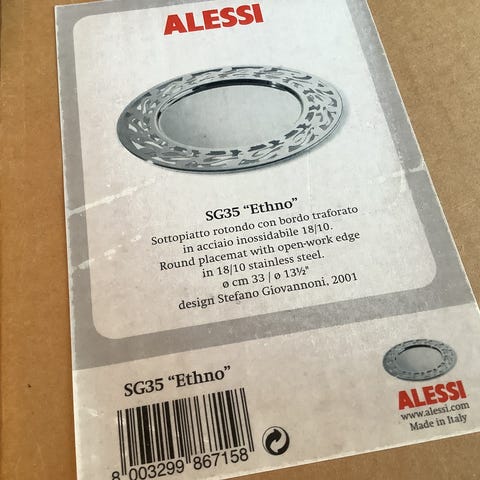 ALESSI
SG35 “Ethno”
Sottopiatto rotondo con bordo traforato
in acciaio inossidabile 18/10.
Round placemat with open-work edge
in 18/10 stainless steel.
ø cm 33 / ø 13½"
design Stefano Giovannoni, 2001
SG35 “Ethno”
8 003299 867158
ALESSI
www.alessi.com
Made in Italy